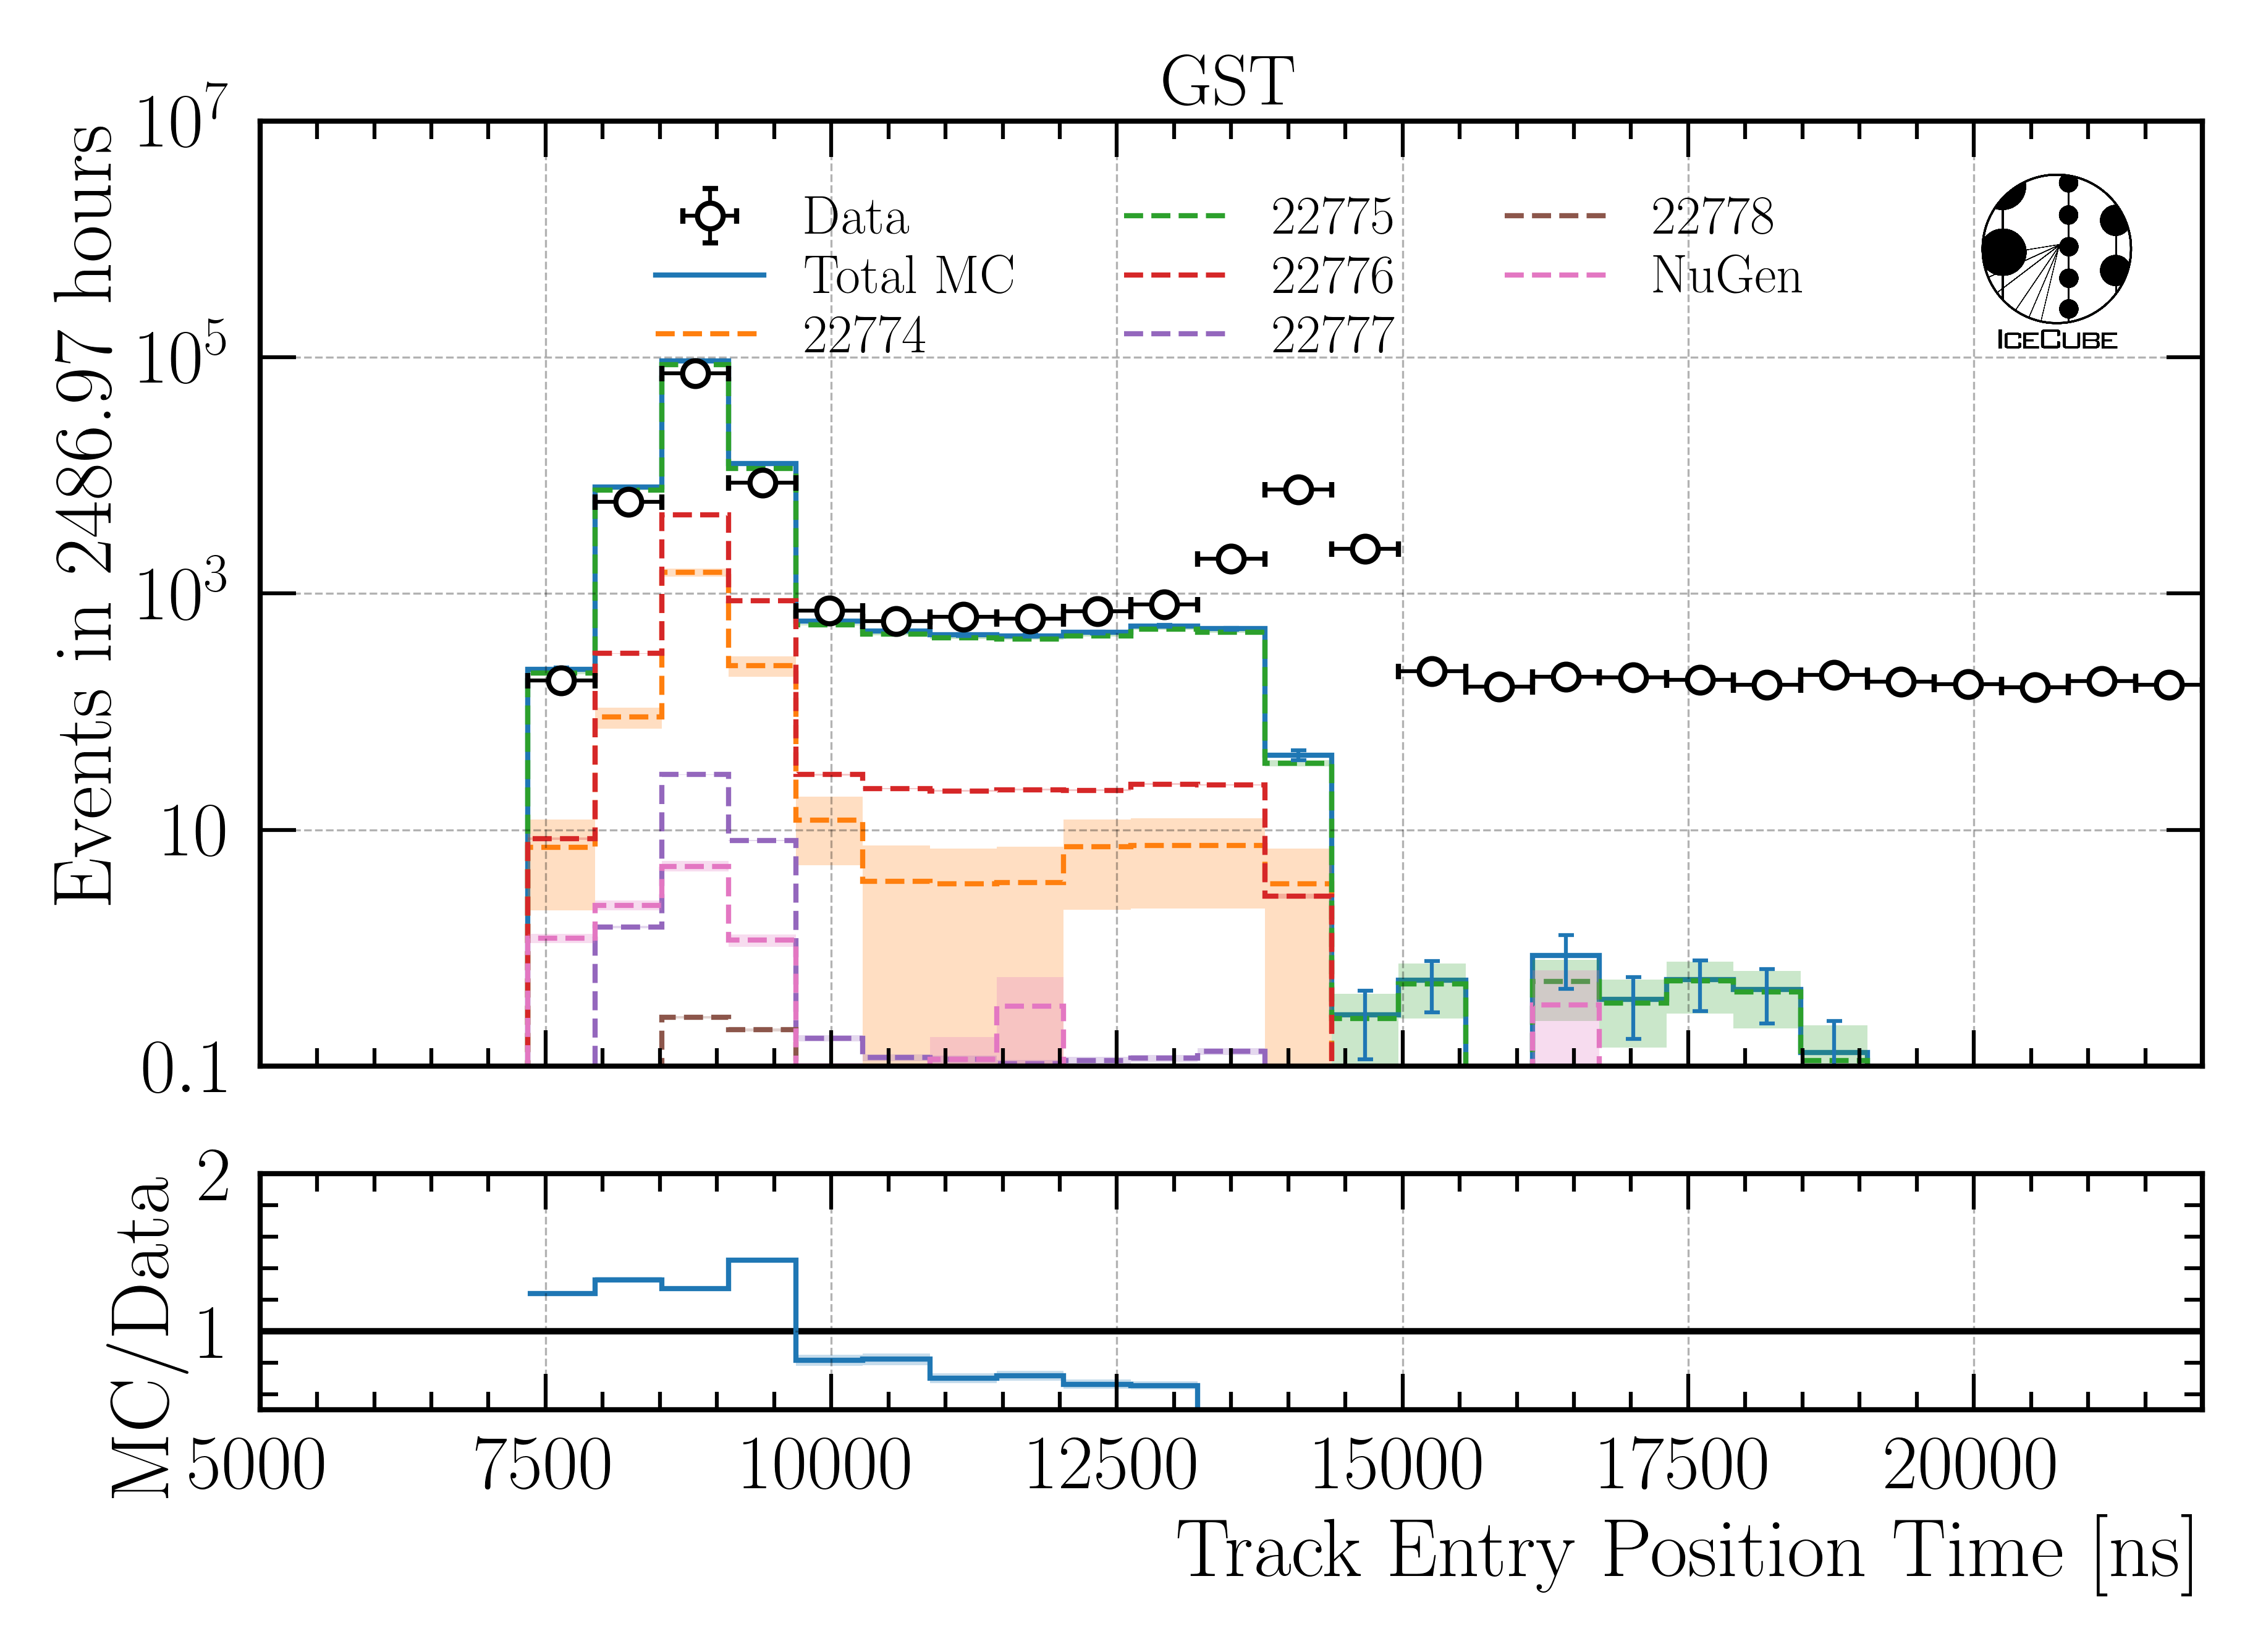 GST
Events in 2486.97 hours
10^7
10^5
10^3
10
0.1
Data
Total MC
22774
22775
22776
22777
22778
NuGen
ICECUBE
MC/Data
2
1
5000 7500 10000 12500 15000 17500 20000
Track Entry Position Time [ns]